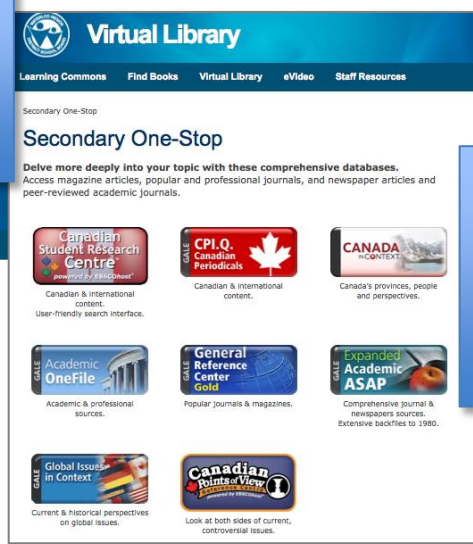 Virtual Library
Learning Commons Find Books Virtual Library eVideo Staff Resources
Secondary One-Stop
Secondary One-Stop
Delve more deeply into your topic with these comprehensive databases.
Access magazine articles, popular and professional journals, and newspaper articles and
peer-reviewed academic journals.
Canadian
Student Research
Centre
powered by EBSCOhost
Canadian & international
content.
User-friendly search interface.
GALE
CPI.Q.
Canadian
Periodicals
Canadian & international
content.
CANADA
IN CONTEXT
Canada's provinces, people
and perspectives.
GALE
Academic
OneFile
Academic & professional
sources.
GALE
General
Reference
Center
Gold
Popular journals & magazines.
GALE
Expanded
Academic
ASAP
Comprehensive journal &
newspapers sources.
Extensive backfiles to 1980.
GALE
Global Issues
in Context
Current & historical perspectives
on global issues.
Canadian
Points of View
Reference Centre
powered by EBSCOhost
Look at both sides of current,
controversial issues.